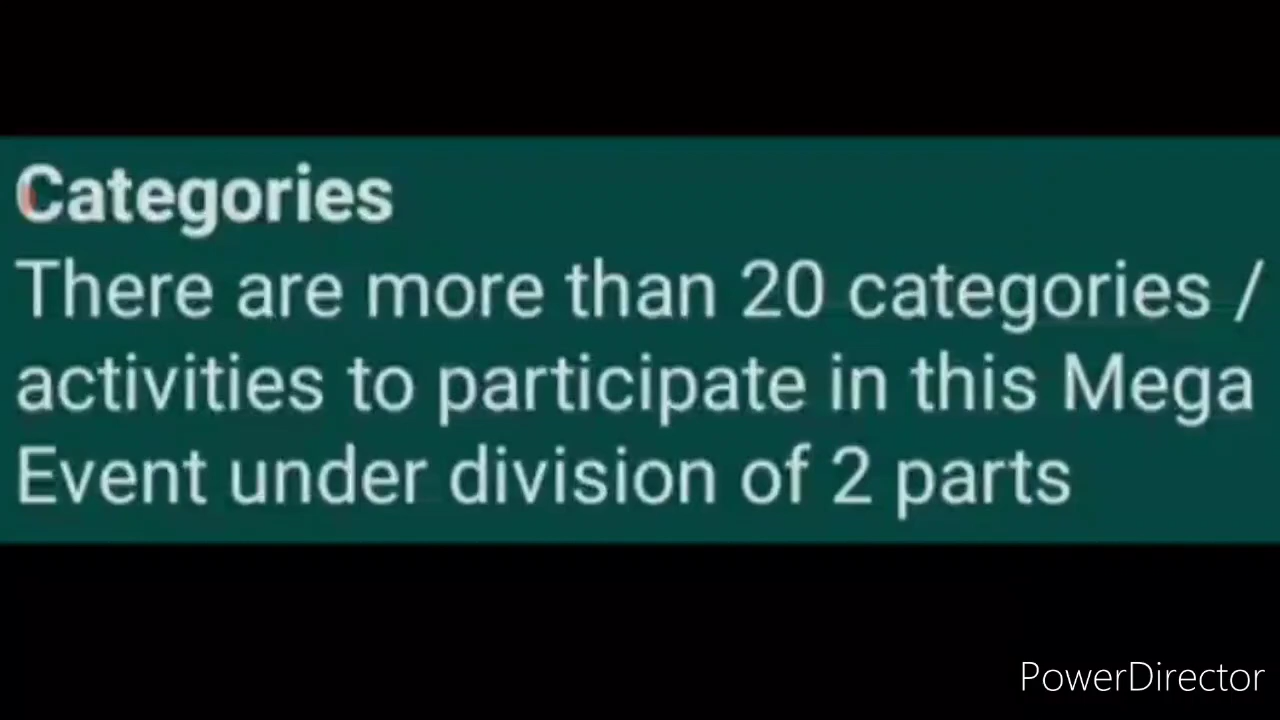 Categories
There are more than 20 categories /
activities to participate in this Mega
Event under division of 2 parts
PowerDirector